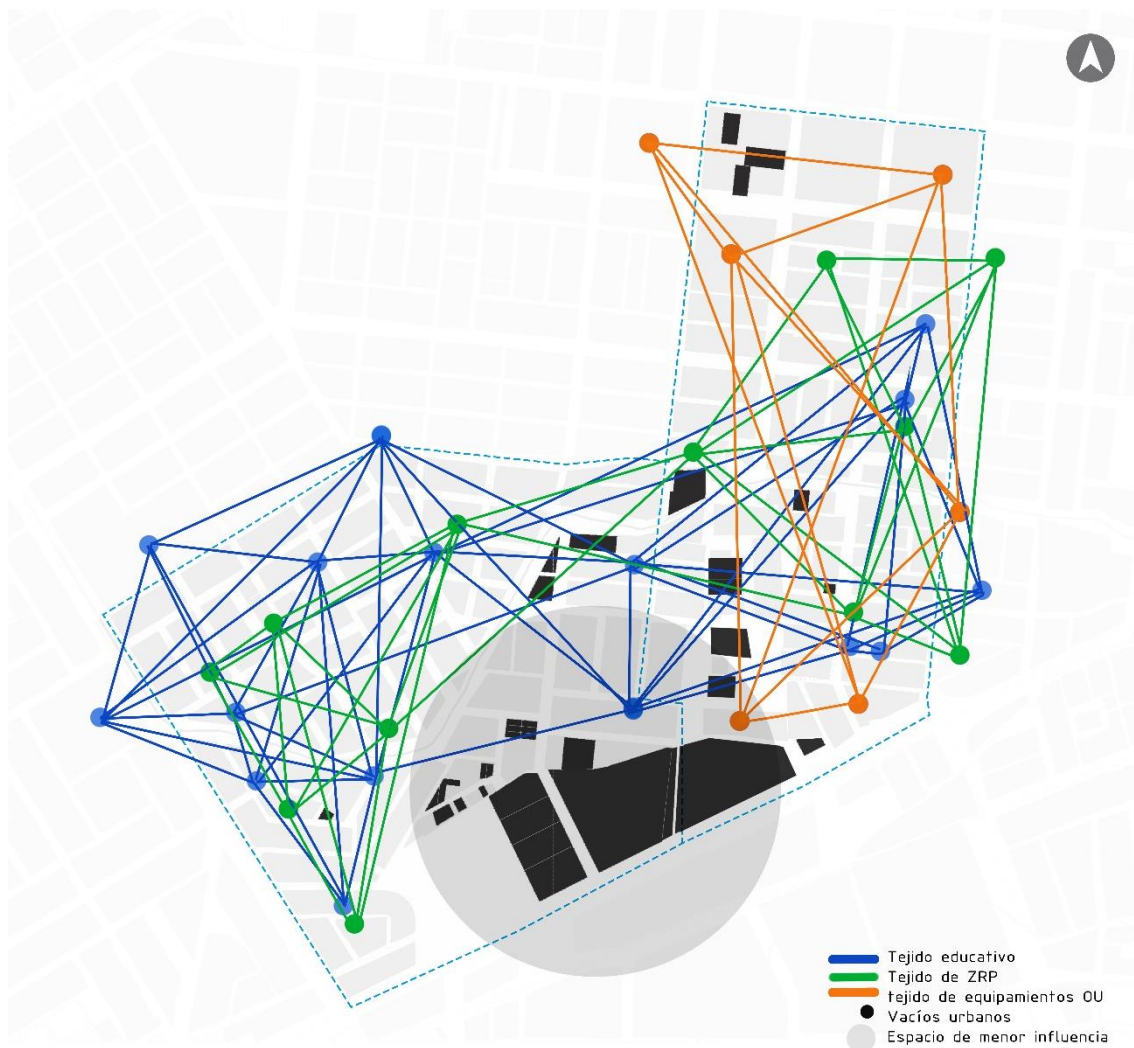 Tejido educativo
Tejido de ZRP
tejido de equipamientos OU
Vacíos urbanos
Espacio de menor influencia